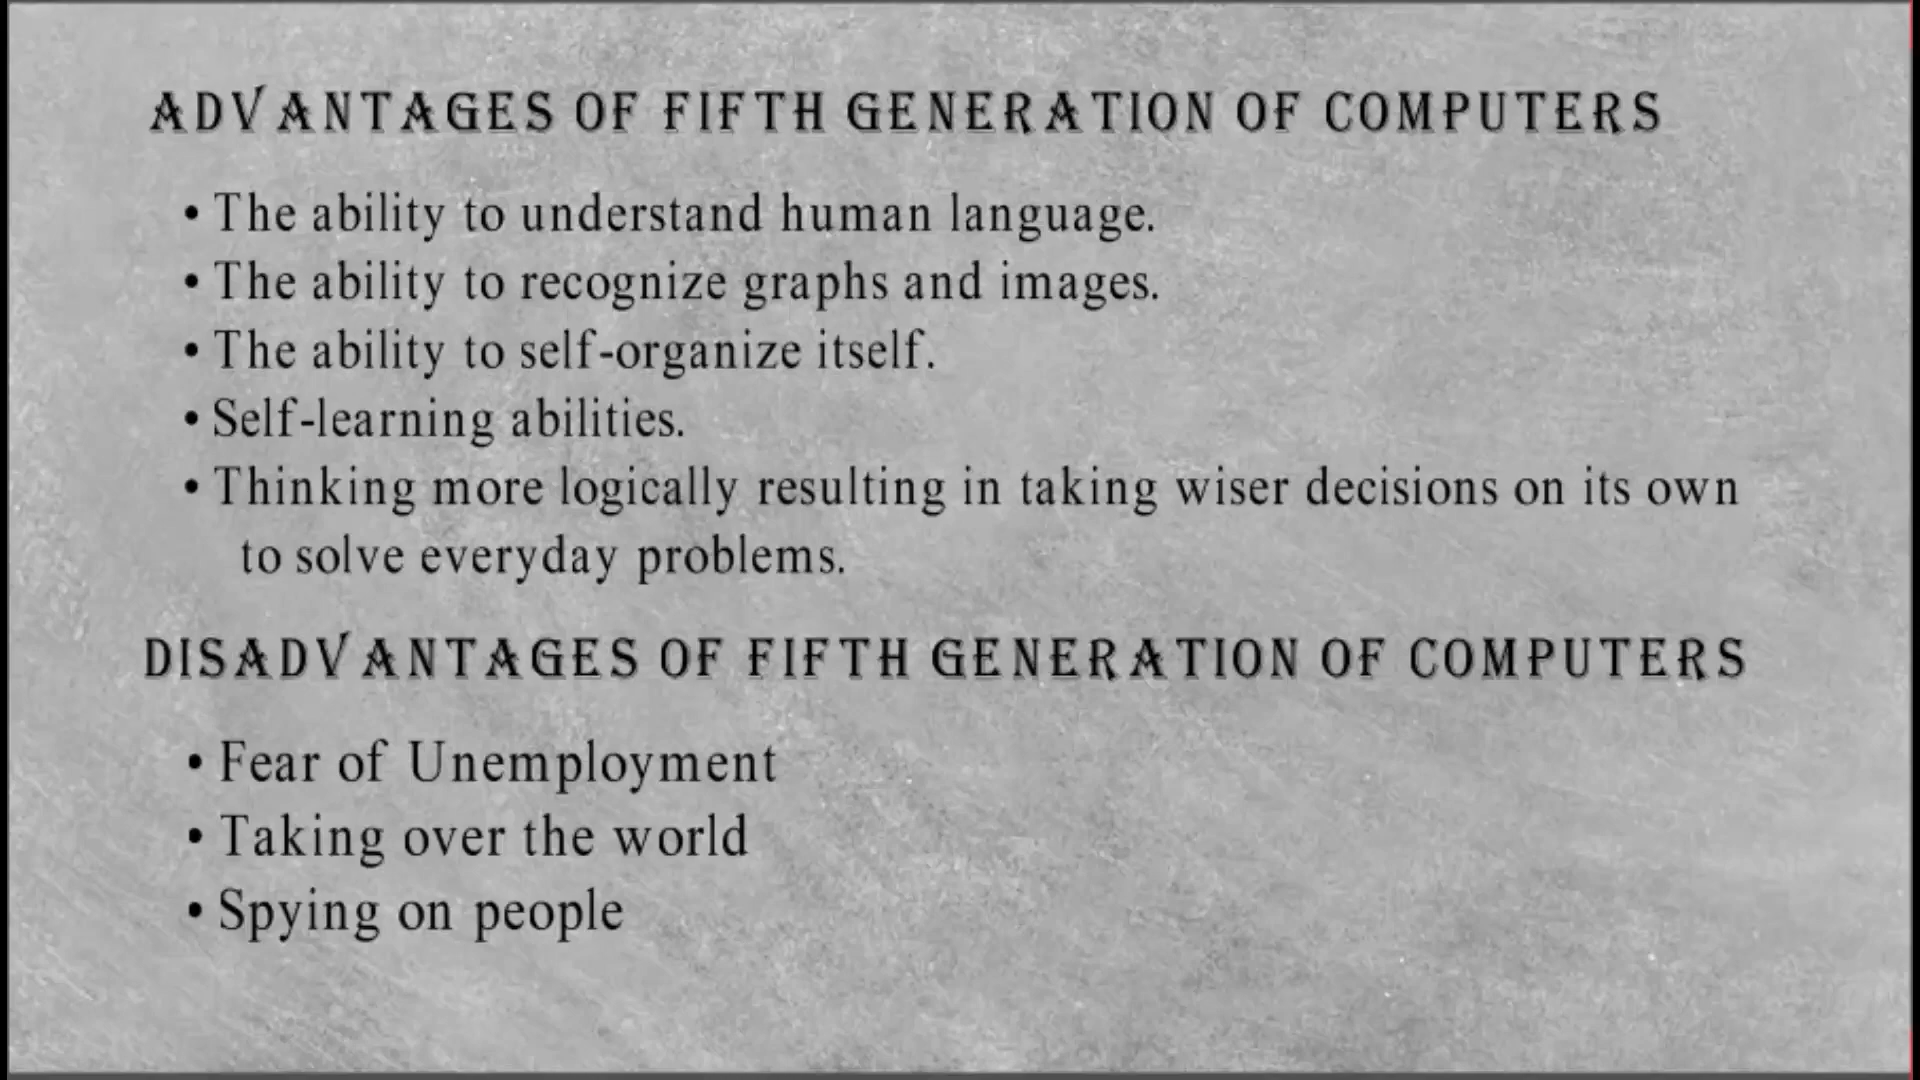 ADVANTAGES OF FIFTH GENERATION OF COMPUTERS
• The ability to understand human language.
• The ability to recognize graphs and images.
• The ability to self-organize itself.
• Self-learning abilities.
• Thinking more logically resulting in taking wiser decisions on its own
to solve everyday problems.
DISADVANTAGES OF FIFTH GENERATION OF COMPUTERS
• Fear of Unemployment
• Taking over the world
• Spying on people